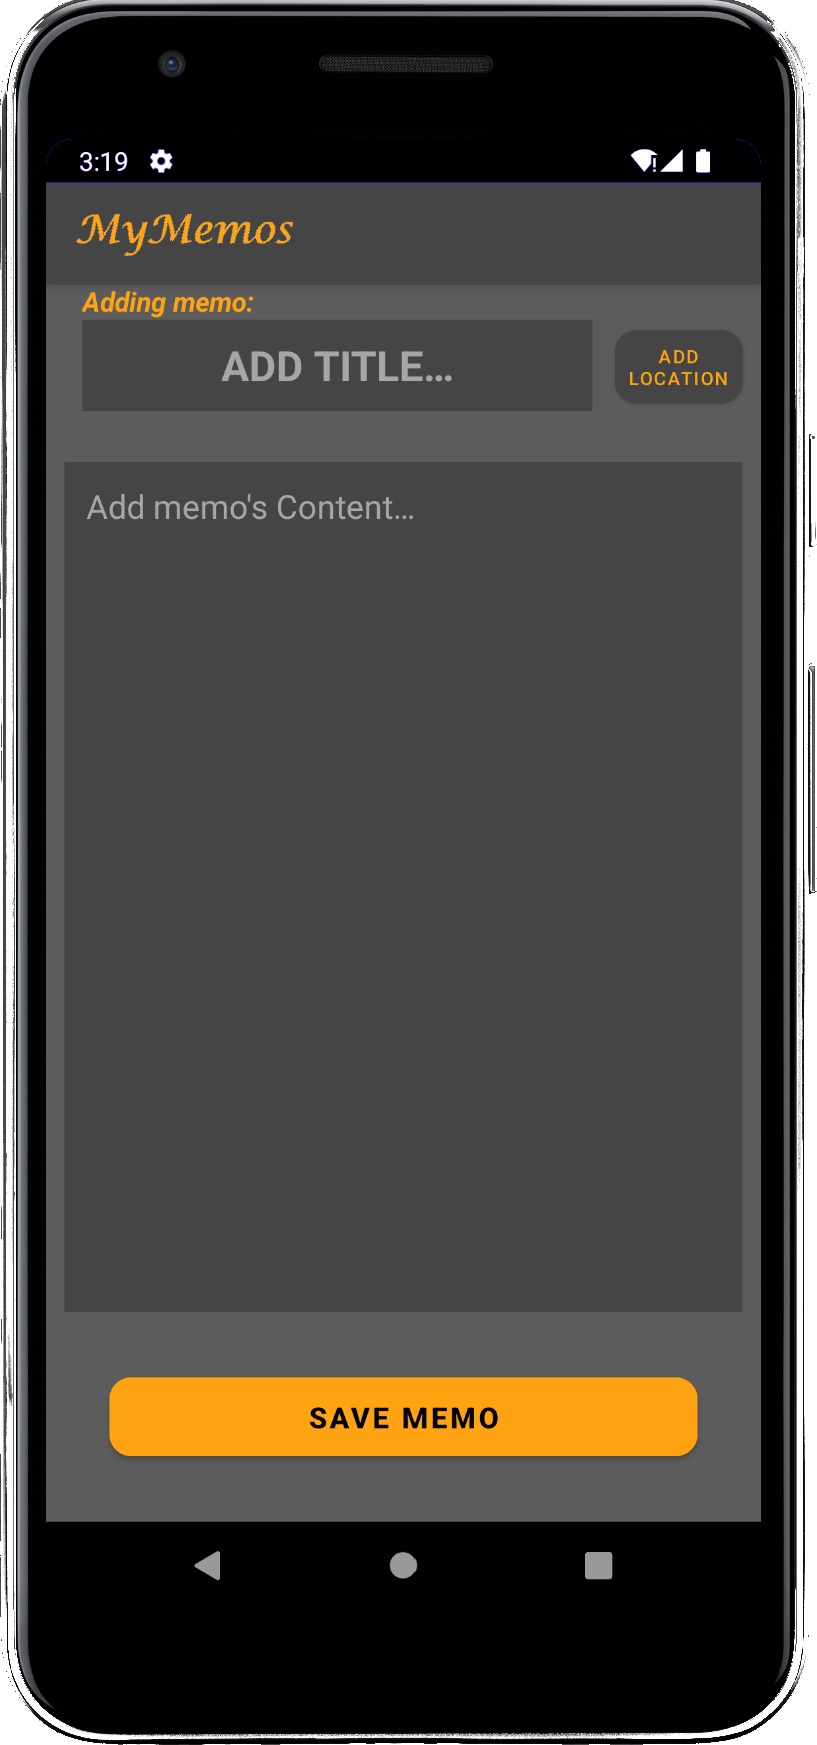 3:19
MyMemos
Adding memo:
ADD TITLE...
ADD
LOCATION
Add memo's Content...
SAVE MEMO